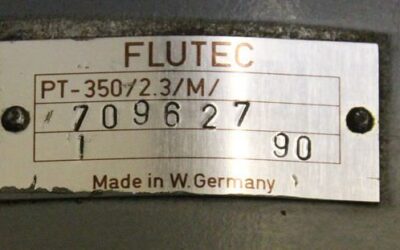 FLUTEC
PT-350/2.3/M/
709627
1 90
Made in W. Germany